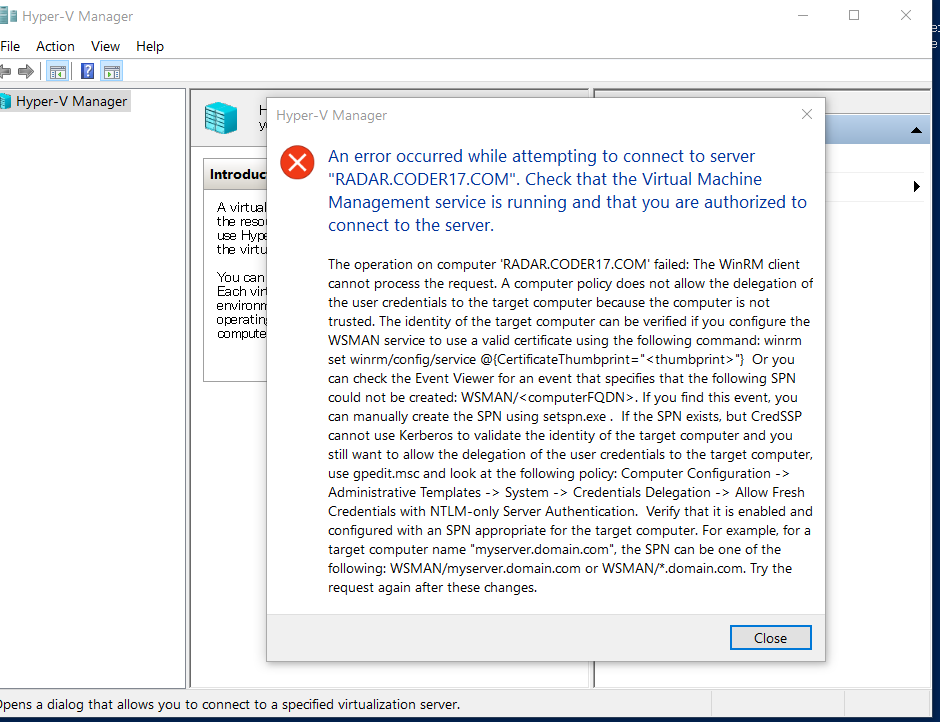 Hyper-V Manager
File Action View Help
Hyper-V Manager
Introduc
A virtual
the resou
use Hype
the virtu
You can
Each virt
environm
operating
compute
Hyper-V Manager
An error occurred while attempting to connect to server
"RADAR.CODER17.COM". Check that the Virtual Machine
Management service is running and that you are authorized to
connect to the server.
The operation on computer 'RADAR.CODER17.COM' failed: The WinRM client
cannot process the request. A computer policy does not allow the delegation of
the user credentials to the target computer because the computer is not
trusted. The identity of the target computer can be verified if you configure the
WSMAN service to use a valid certificate using the following command: winrm
set winrm/config/service @{CertificateThumbprint="<thumbprint>"}  Or you
can check the Event Viewer for an event that specifies that the following SPN
could not be created: WSMAN/<computerFQDN>. If you find this event, you
can manually create the SPN using setspn.exe .  If the SPN exists, but CredSSP
cannot use Kerberos to validate the identity of the target computer and you
still want to allow the delegation of the user credentials to the target computer,
use gpedit.msc and look at the following policy: Computer Configuration ->
Administrative Templates -> System -> Credentials Delegation -> Allow Fresh
Credentials with NTLM-only Server Authentication.  Verify that it is enabled and
configured with an SPN appropriate for the target computer. For example, for a
target computer name "myserver.domain.com", the SPN can be one of the
following: WSMAN/myserver.domain.com or WSMAN/*.domain.com. Try the
request again after these changes.
Close
Opens a dialog that allows you to connect to a specified virtualization server.